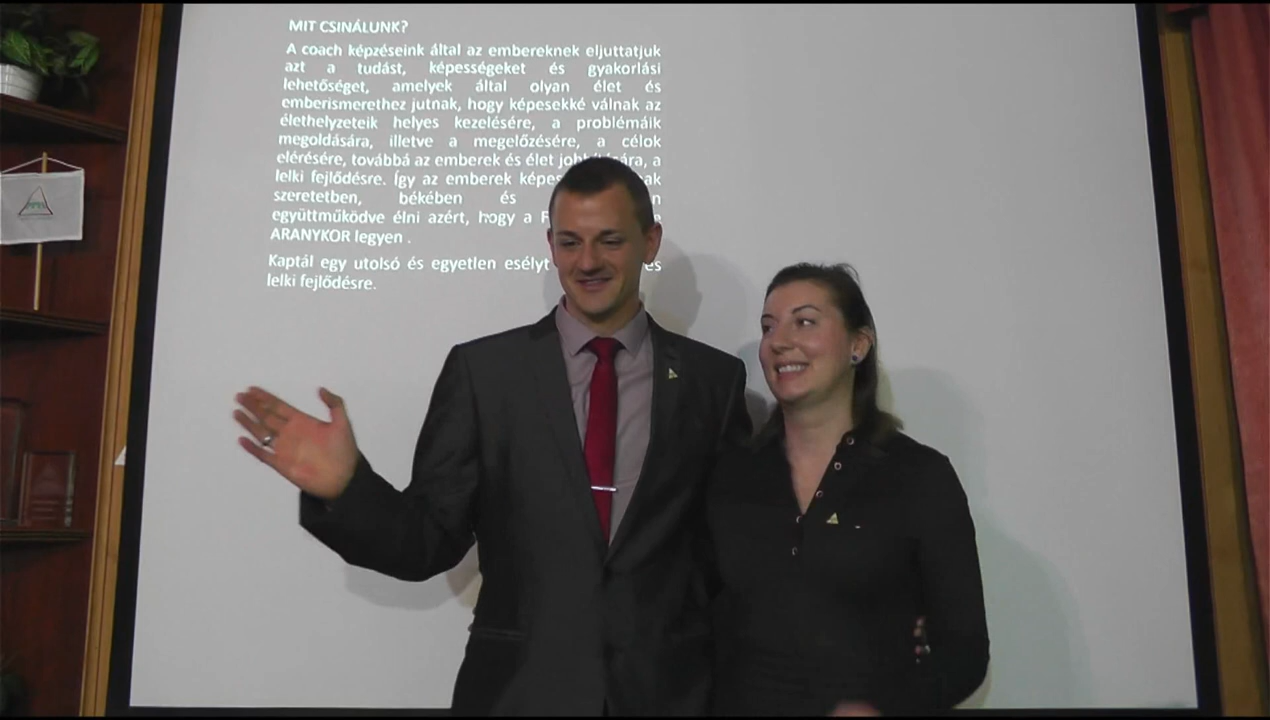 MIT CSINÁLUNK?
A coach képzéseink által az embereknek eljuttatjuk
azt a tudást, képességeket és gyakorlási
lehetőséget, amelyek által olyan élet és
emberismerethez jutnak, hogy képesekké válnak az
élethelyzeteik helyes kezelésére, a problémáik
megoldására, illetve a megelőzésére, a célok
elérésére, továbbá az emberek és élet jobbítására, a
lelki fejlődésre. Így az emberek
szeretetben, békében és
együttműködve élni azért, hogy a
ARANYKOR legyen .
Kaptál egy utolsó és egyetlen esélyt és
lelki fejlődésre.